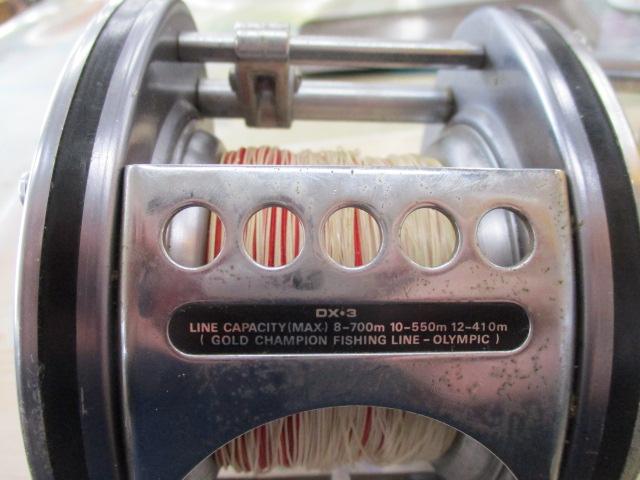 DX•3
LINE CAPACITY(MAX.) 8-700m 10-550m 12-410m
( GOLD CHAMPION FISHING LINE - OLYMPIC )